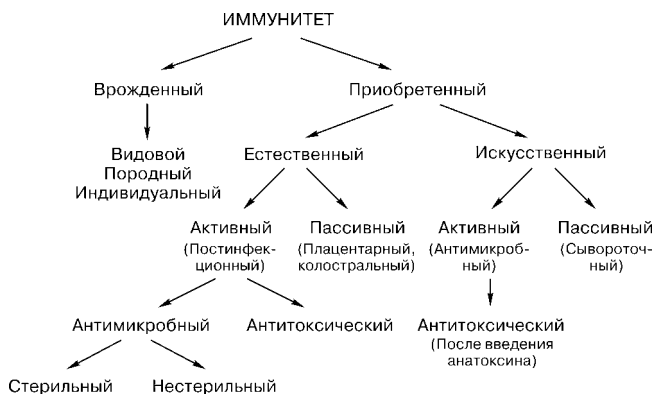 ИММУНИТЕТ
Врожденный
Приобретенный
Видовой
Породный
Индивидуальный
Естественный
Искусственный
Активный
(Постинфек-
ционный)
Пассивный
(Плацентарный,
колостральный)
Активный
(Антимикроб-
ный)
Пассивный
(Сывороточ-
ный)
Антимикробный
Антитоксический
Антитоксический
(После введения
анатоксина)
Стерильный
Нестерильный